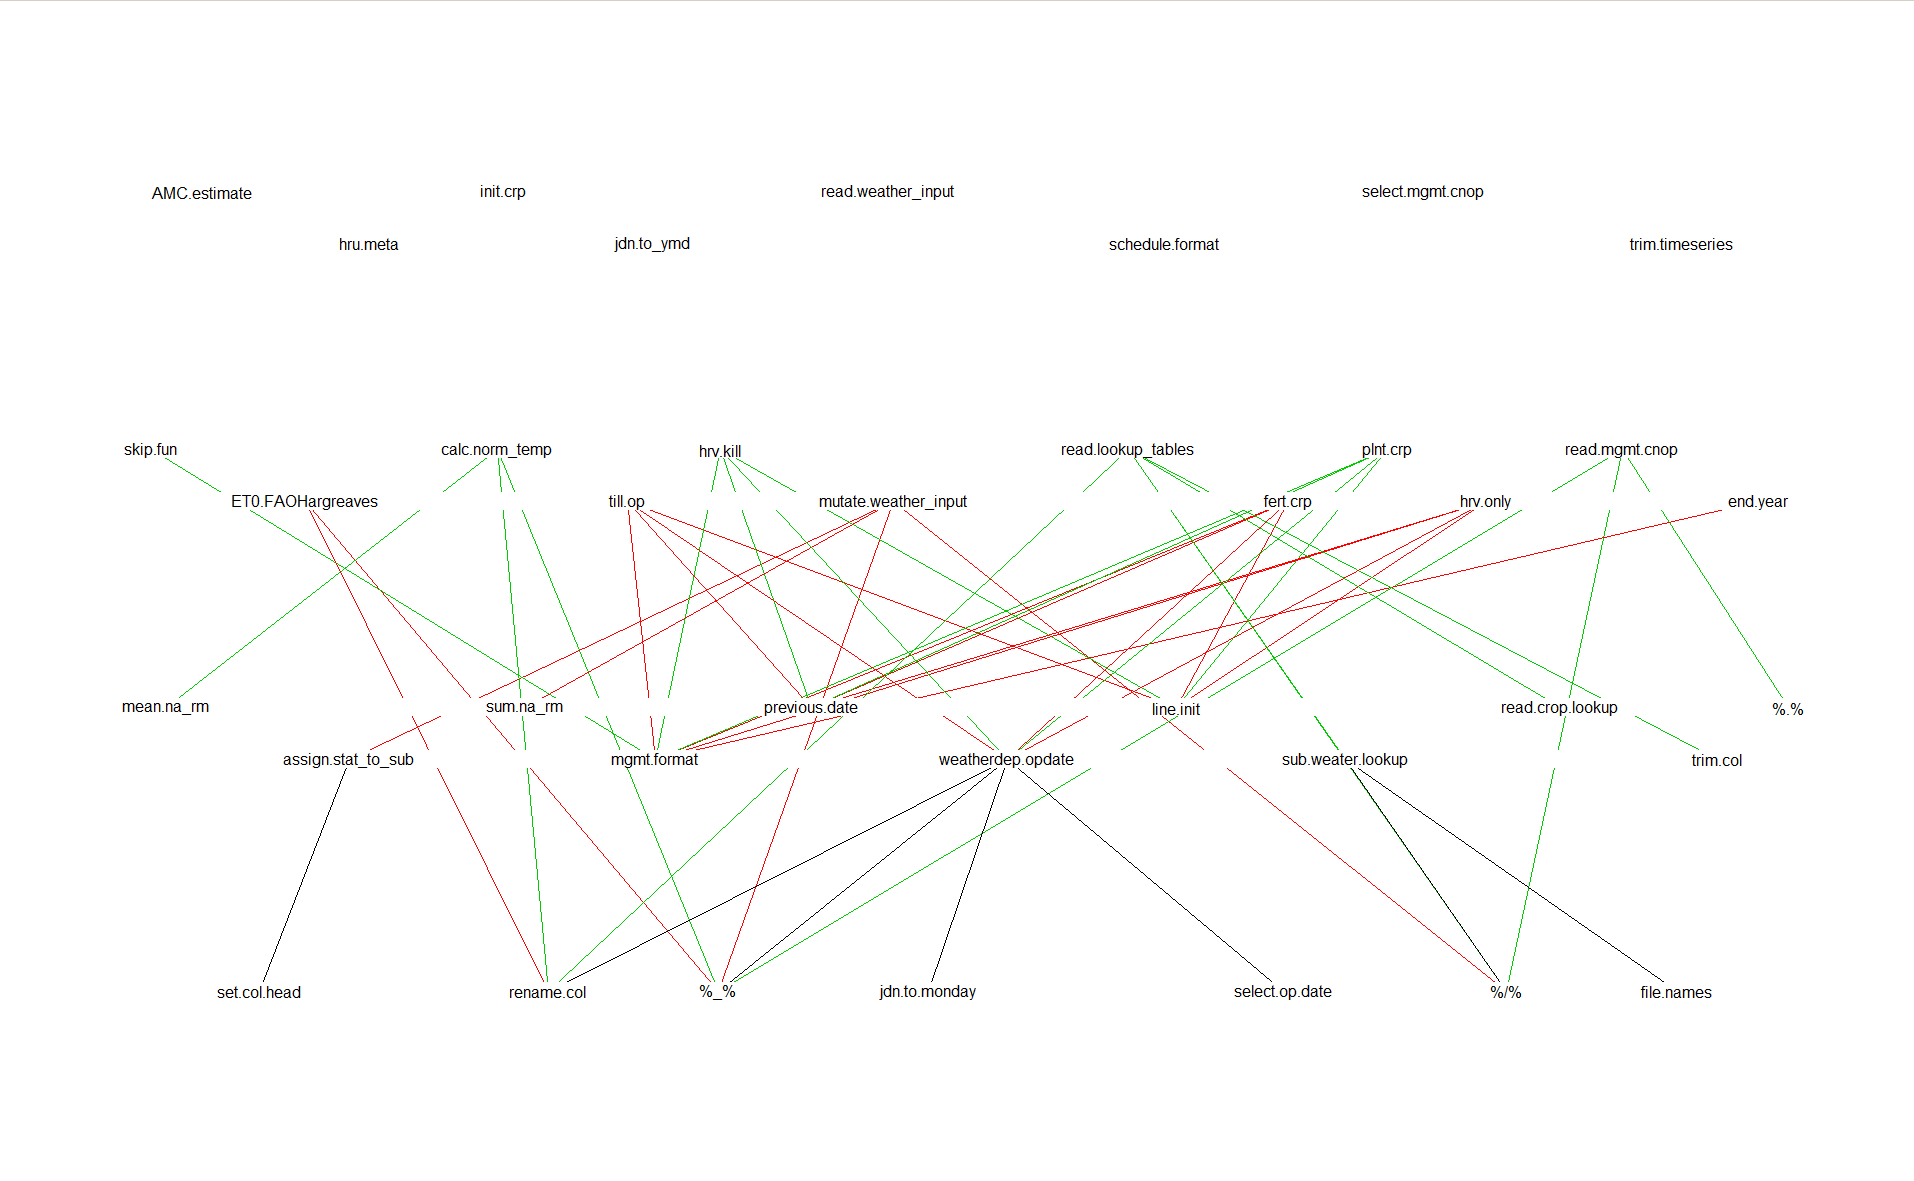 AMC.estimate
init.crp
read.weather_input
select.mgmt.cnop
hru.meta
jdn.to_ymd
schedule.format
trim.timeseries
skip.fun
calc.norm_temp
hrv.kill
read.lookup_tables
plnt.crp
read.mgmt.cnop
ET0.FAOHargreaves
till.op
mutate.weather_input
fert.crp
hrv.only
end.year
mean.na_rm
sum.na_rm
previous.date
line.init
read.crop.lookup
%.%
assign.stat_to_sub
mgmt.format
weatherdep.opdate
sub.weater.lookup
trim.col
set.col.head
rename.col
%_%
jdn.to.monday
select.op.date
%/%
file.names